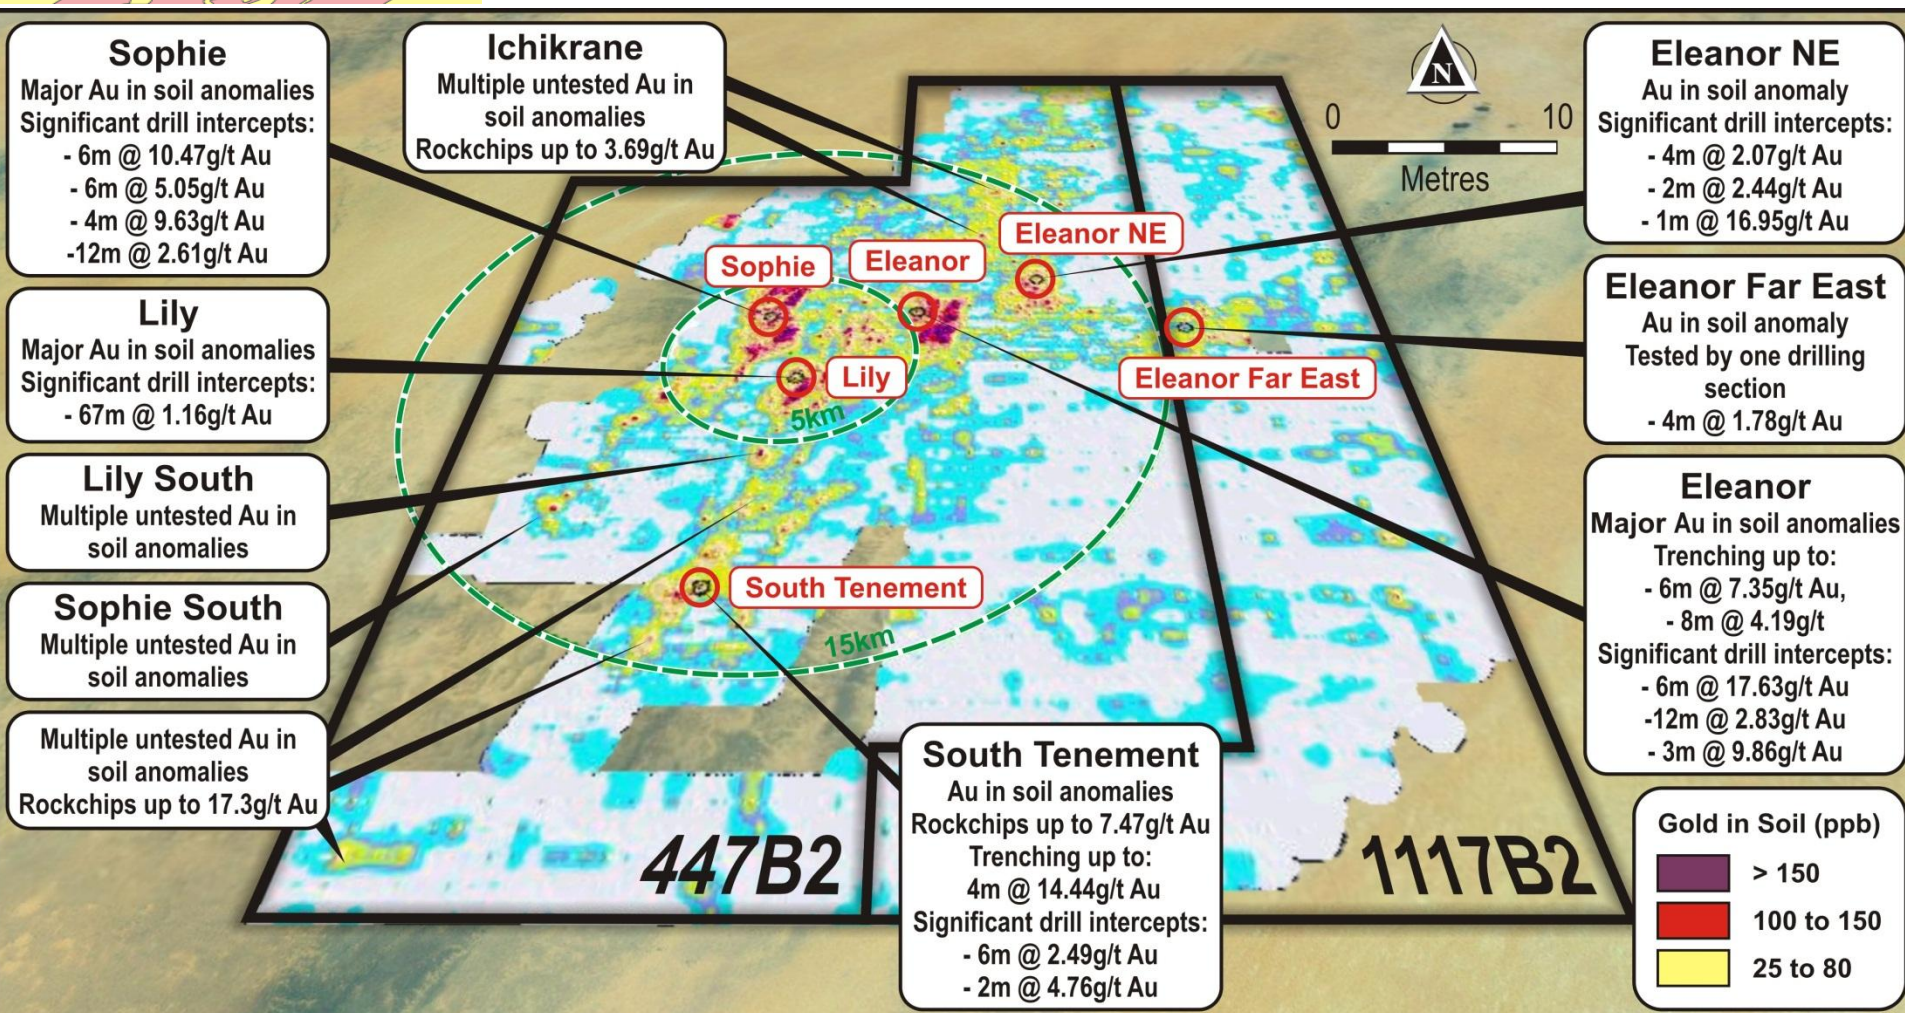 Sophie
Major Au in soil anomalies
Significant drill intercepts:
- 6m @ 10.47g/t Au
- 6m @ 5.05g/t Au
- 4m @ 9.63g/t Au
-12m @ 2.61g/t Au
Lily
Major Au in soil anomalies
Significant drill intercepts:
- 67m @ 1.16g/t Au
Lily South
Multiple untested Au in
soil anomalies
Sophie South
Multiple untested Au in
soil anomalies
Multiple untested Au in
soil anomalies
Rockchips up to 17.3g/t Au
Ichikrane
Multiple untested Au in
soil anomalies
Rockchips up to 3.69g/t Au
Sophie
Eleanor
Eleanor NE
Lily
Eleanor Far East
5km
South Tenement
15km
447B2
1117B2
South Tenement
Au in soil anomalies
Rockchips up to 7.47g/t Au
Trenching up to:
4m @ 14.44g/t Au
Significant drill intercepts:
- 6m @ 2.49g/t Au
- 2m @ 4.76g/t Au
N
0 10
Metres
Eleanor NE
Au in soil anomaly
Significant drill intercepts:
- 4m @ 2.07g/t Au
- 2m @ 2.44g/t Au
- 1m @ 16.95g/t Au
Eleanor Far East
Au in soil anomaly
Tested by one drilling
section
- 4m @ 1.78g/t Au
Eleanor
Major Au in soil anomalies
Trenching up to:
- 6m @ 7.35g/t Au,
- 8m @ 4.19g/t
Significant drill intercepts:
- 6m @ 17.63g/t Au
-12m @ 2.83g/t Au
- 3m @ 9.86g/t Au
Gold in Soil (ppb)
> 150
100 to 150
25 to 80